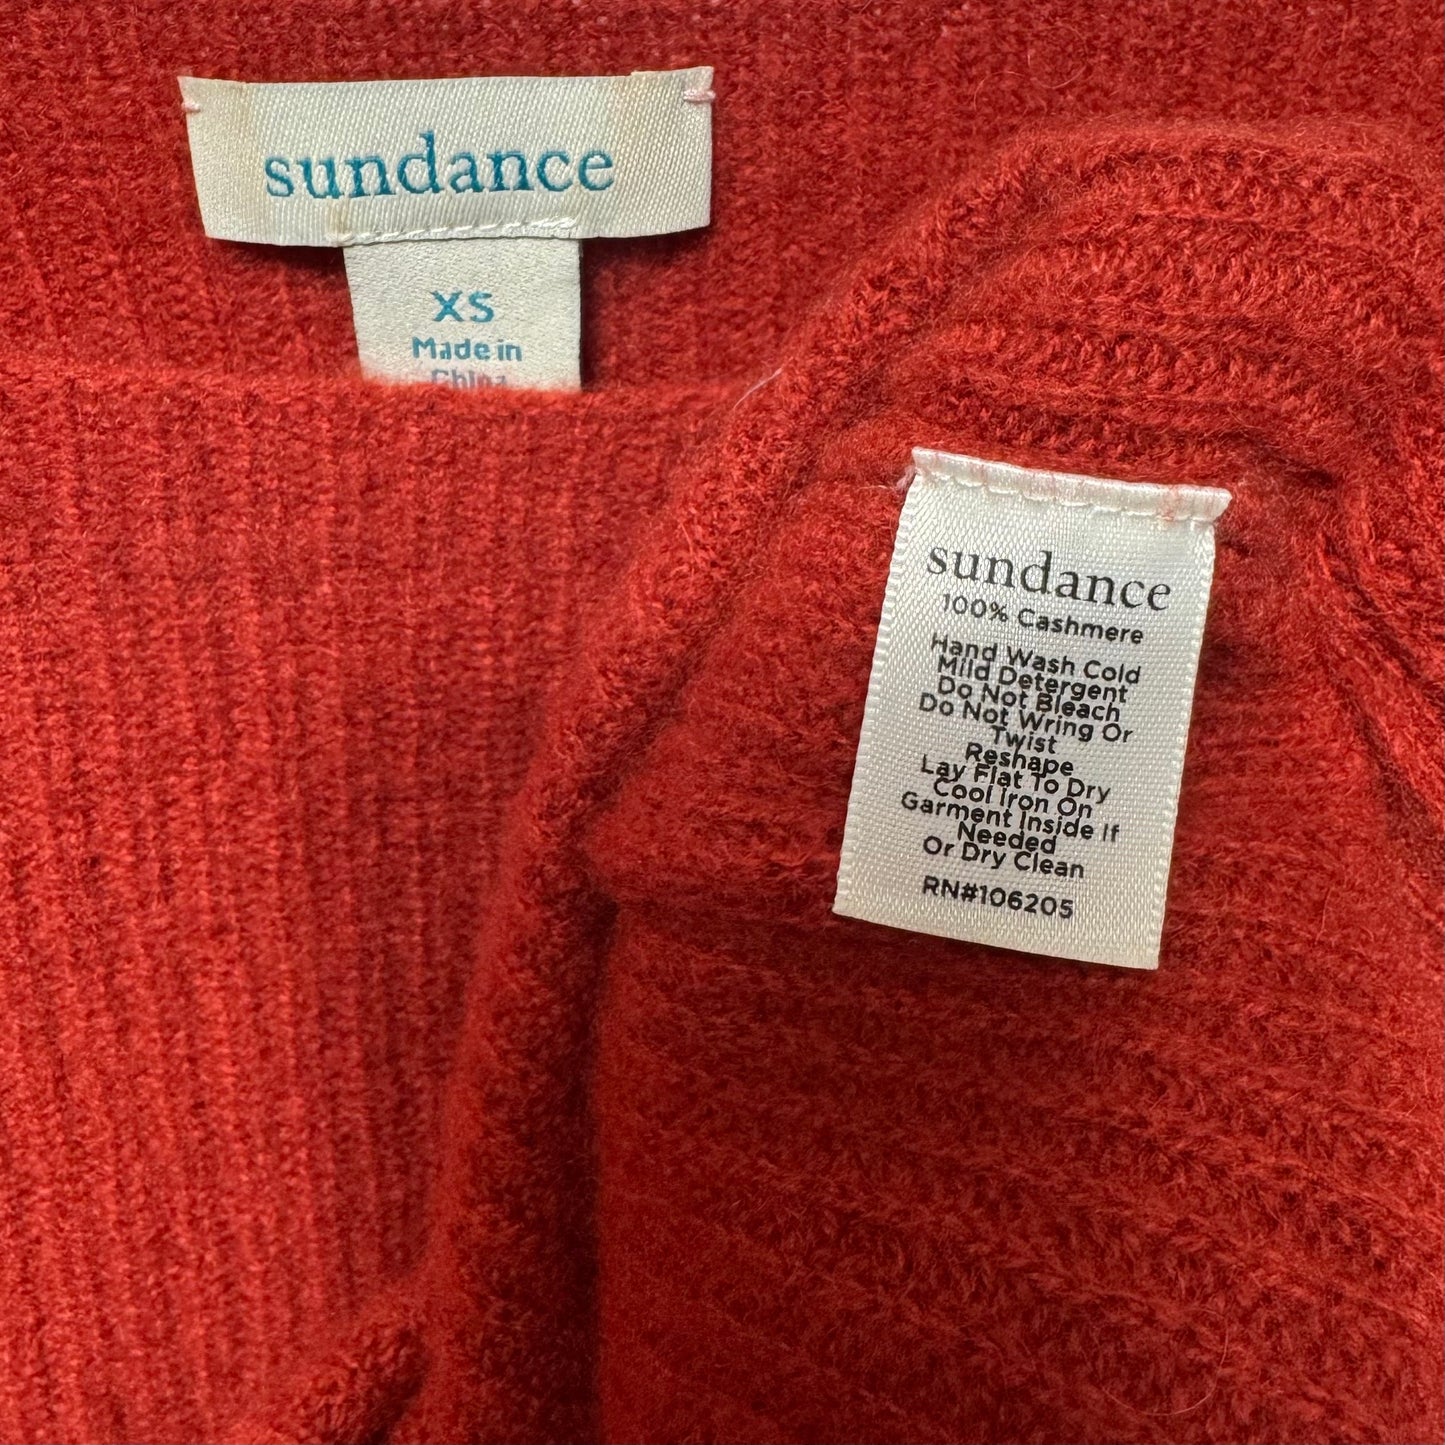 sundance
XS
Made in
China
sundance
100% Cashmere
Hand Wash Cold
Mild Detergent
Do Not Bleach
Do Not Wring Or
Twist
Reshape
Lay Flat To Dry
Cool Iron On
Garment Inside If
Needed
Or Dry Clean
RN#106205